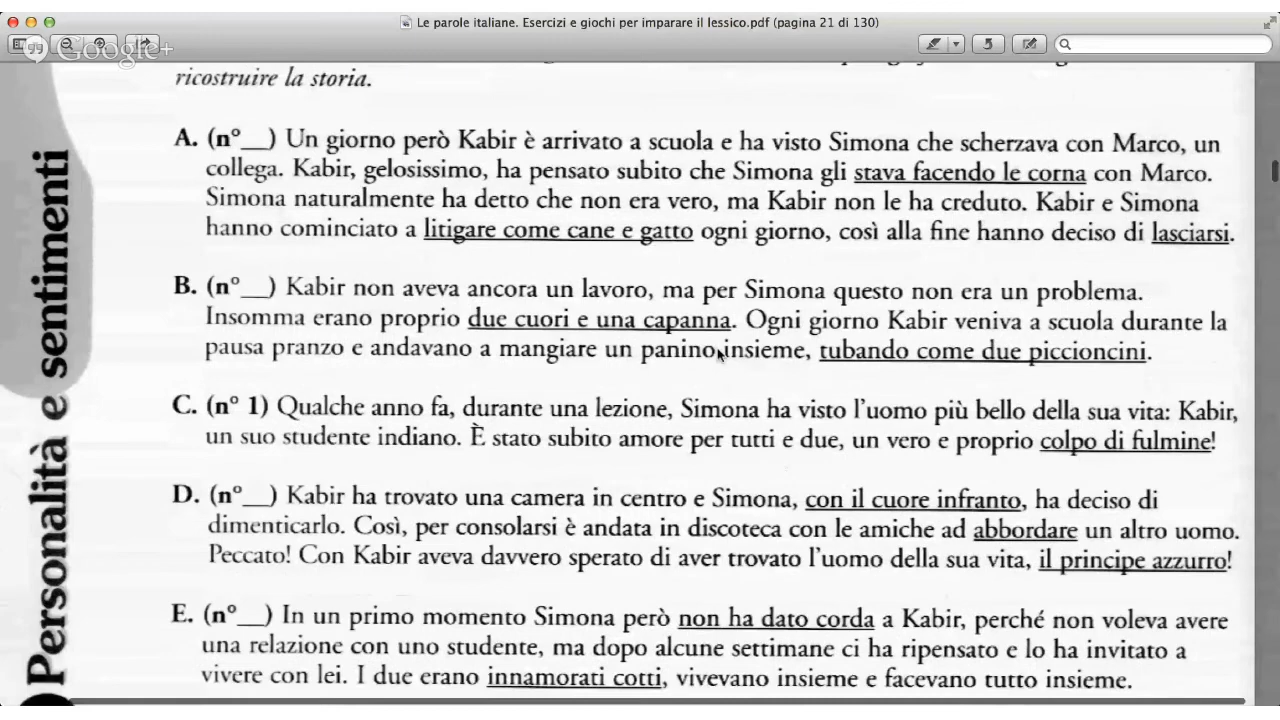 Le parole italiane. Esercizi e giochi per imparare il lessico.pdf (pagina 21 di 130)
Google+
ricostruire la storia.
A. (n°__) Un giorno però Kabir è arrivato a scuola e ha visto Simona che scherzava con Marco, un
collega. Kabir, gelosissimo, ha pensato subito che Simona gli stava facendo le corna con Marco.
Simona naturalmente ha detto che non era vero, ma Kabir non le ha creduto. Kabir e Simona
hanno cominciato a litigare come cane e gatto ogni giorno, così alla fine hanno deciso di lasciarsi.
B. (n°__) Kabir non aveva ancora un lavoro, ma per Simona questo non era un problema.
Insomma erano proprio due cuori e una capanna. Ogni giorno Kabir veniva a scuola durante la
pausa pranzo e andavano a mangiare un panino insieme, tubando come due piccioncini.
C. (n° 1) Qualche anno fa, durante una lezione, Simona ha visto l'uomo più bello della sua vita: Kabir,
un suo studente indiano. È stato subito amore per tutti e due, un vero e proprio colpo di fulmine!
D. (n°__) Kabir ha trovato una camera in centro e Simona, con il cuore infranto, ha deciso di
dimenticarlo. Così, per consolarsi è andata in discoteca con le amiche ad abbordare un altro uomo.
Peccato! Con Kabir aveva davvero sperato di aver trovato l'uomo della sua vita, il principe azzurro!
E. (n°__) In un primo momento Simona però non ha dato corda a Kabir, perché non voleva avere
una relazione con uno studente, ma dopo alcune settimane ci ha ripensato e lo ha invitato a
vivere con lei. I due erano innamorati cotti, vivevano insieme e facevano tutto insieme.
Personalità e sentimenti